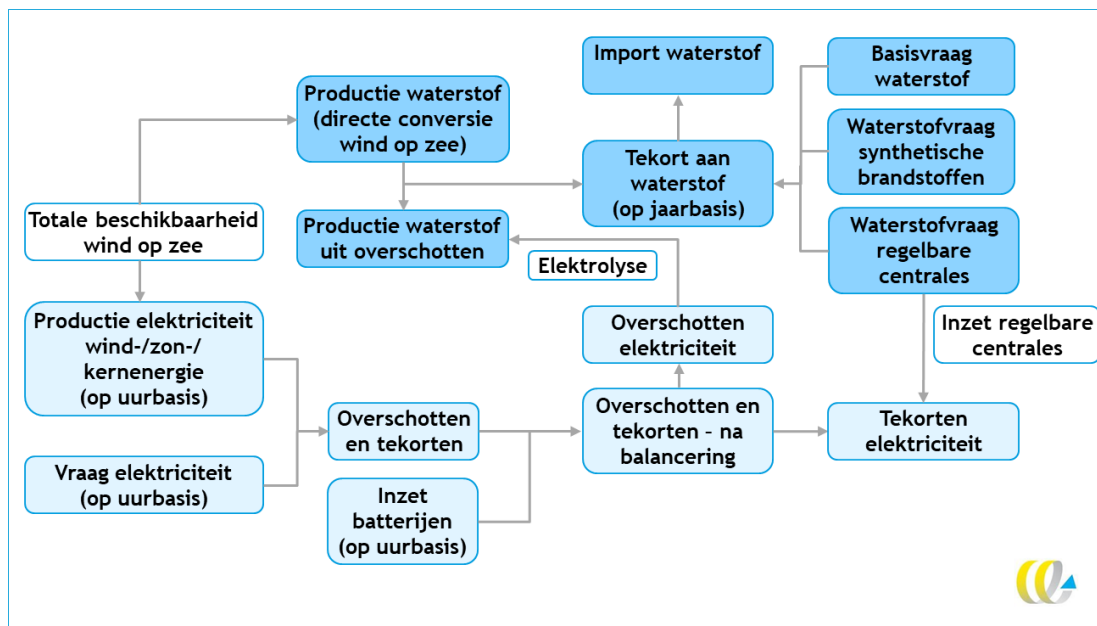 Import waterstof
Basisvraag
waterstof
Productie waterstof
(directe conversie
wind op zee)
Tekort aan
waterstof
(op jaarbasis)
Waterstofvraag
synthetische
brandstoffen
Totale beschikbaarheid
wind op zee
Productie waterstof
uit overschotten
Elektrolyse
Waterstofvraag
regelbare
centrales
Productie elektriciteit
wind-/zon-/
kernenergie
(op uurbasis)
Overschotten
elektriciteit
Inzet regelbare
centrales
Overschotten
en tekorten
Overschotten en
tekorten – na
balancering
Tekorten
elektriciteit
Vraag elektriciteit
(op uurbasis)
Inzet
batterijen
(op uurbasis)